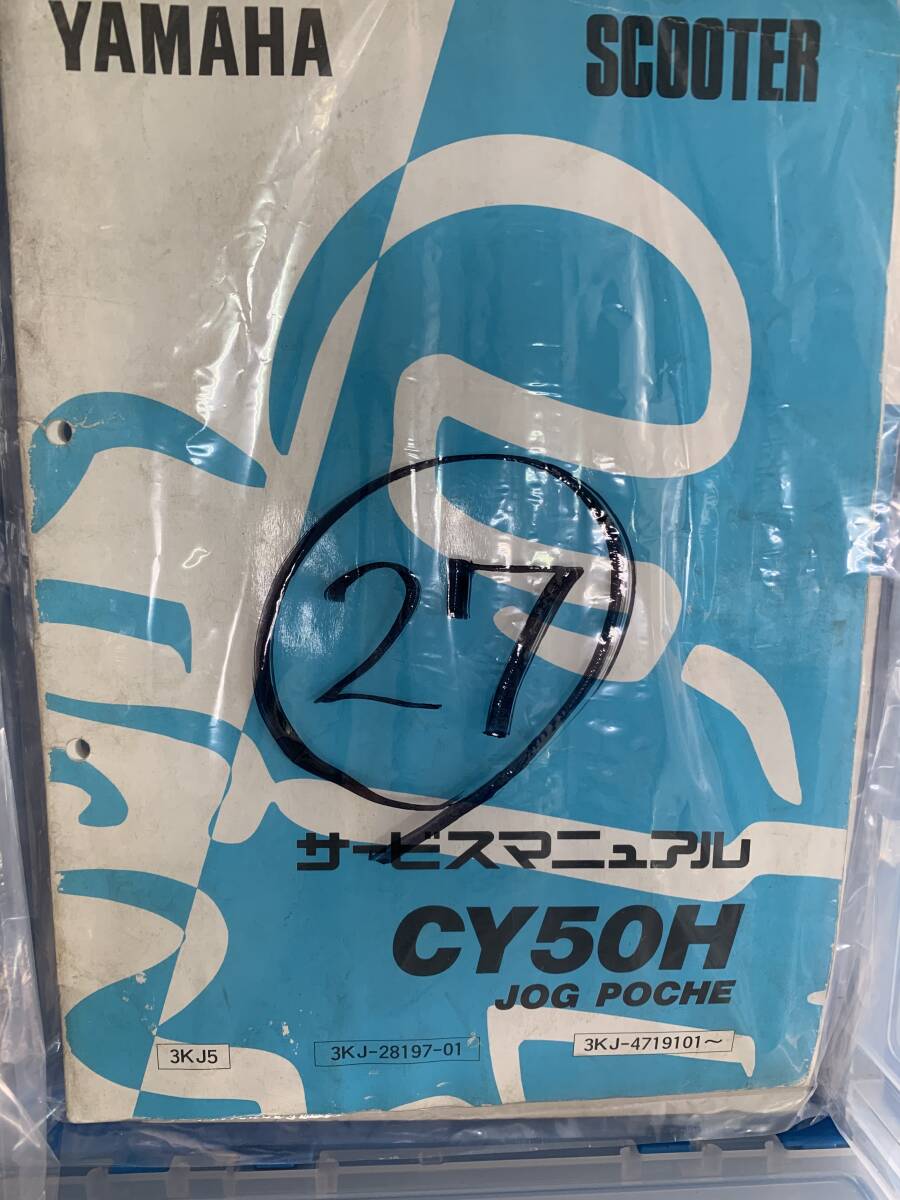 YAMAHA SCOOTER
27
サービスマニュアル
CY50H
JOG POCHE
3KJ5 3KJ-28197-01 3KJ-4719101~